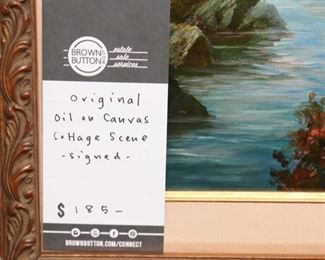 BROWN
BUTTON
estate
sale
services
Original
Oil on Canvas
Cottage Scene
- signed -
$ 185-
BROWNBUTTON.COM/CONNECT